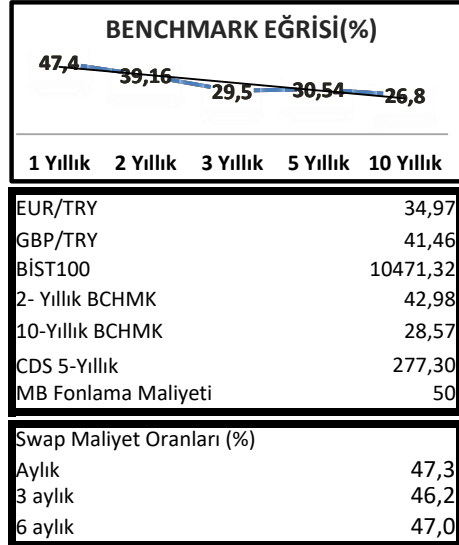 BENCHMARK EĞRİSİ(%)
47,4 39,16 29,5 30,54 26,8
1 Yıllık 2 Yıllık 3 Yıllık 5 Yıllık 10 Yıllık
EUR/TRY 34,97
GBP/TRY 41,46
BİST100 10471,32
2- Yıllık BCHMK 42,98
10-Yıllık BCHMK 28,57
CDS 5-Yıllık 277,30
MB Fonlama Maliyeti 50
Swap Maliyet Oranları (%)
Aylık 47,3
3 aylık 46,2
6 aylık 47,0